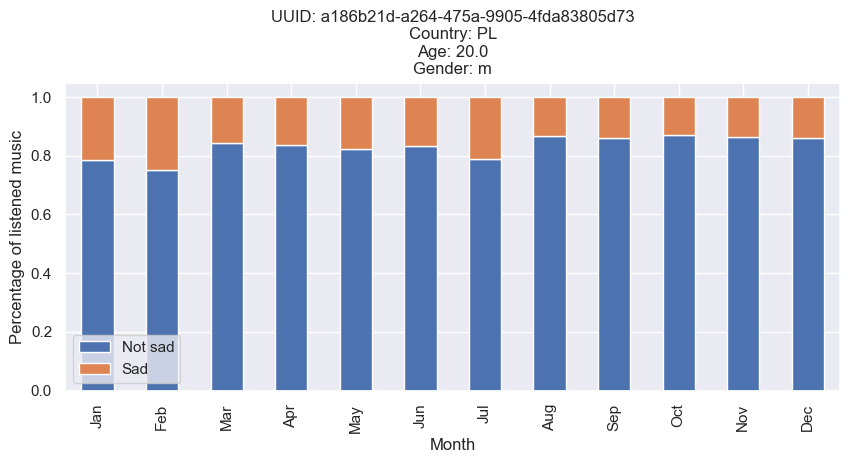 UUID: a186b21d-a264-475a-9905-4fda83805d73
Country: PL
Age: 20.0
Gender: m
Percentage of listened music
1.0
0.8
0.6
0.4
0.2
0.0
Not sad
Sad
Jan
Feb
Mar
Apr
May
Jun
Jul
Aug
Sep
Oct
Nov
Dec
Month